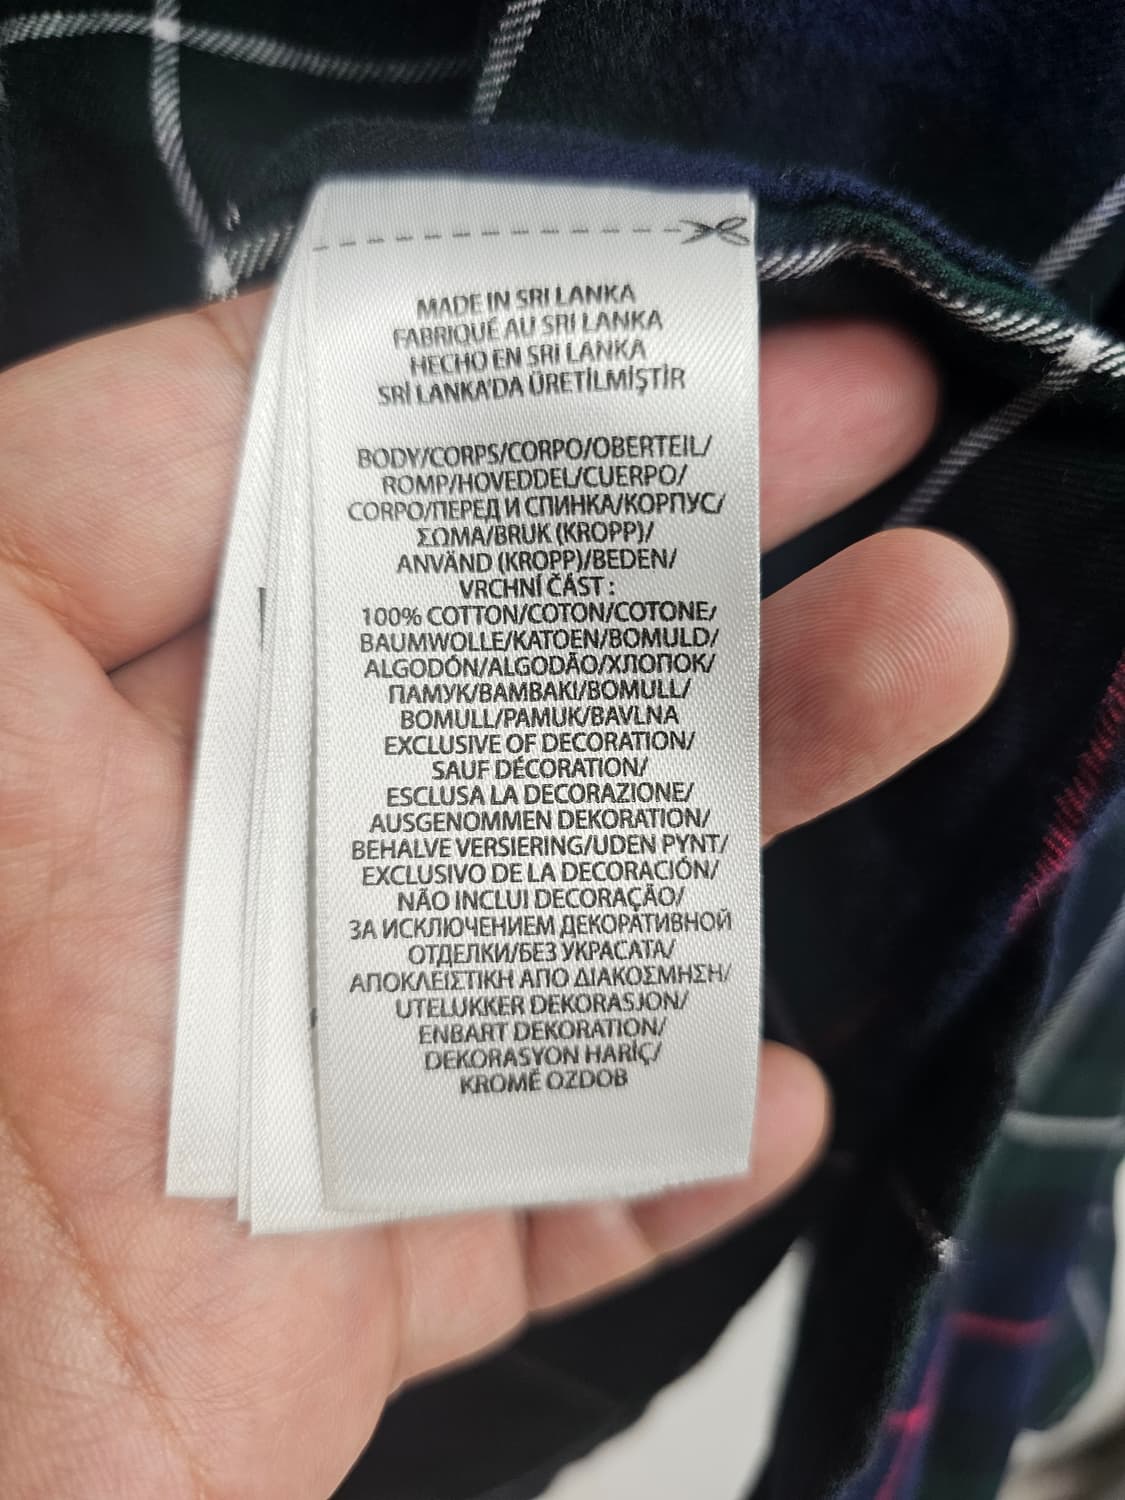 MADE IN SRI LANKA
FABRIQUÉ AU SRI LANKA
HECHO EN SRI LANKA
SRİ LANKA'DA ÜRETİLMİŞTİR
BODY/CORPS/CORPO/OBERTEIL/
ROMP/HOVEDDEL/CUERPO/
CORPO/ПЕРЕД И СПИНКА/КОРПУС/
ΣΩΜΑ/BRUK (KROPP)/
ANVÄND (KROPP)/BEDEN/
VRCHNÍ ČÁST :
100% COTTON/COTON/COTONE/
BAUMWOLLE/KATOEN/BOMULD/
ALGODÓN/ALGODÃO/ХЛОПОК/
ПАМУК/ΒΑΜΒΑΚΙ/BOMULL/
BOMULL/PAMUK/BAVLNA
EXCLUSIVE OF DECORATION/
SAUF DÉCORATION/
ESCLUSA LA DECORAZIONE/
AUSGENOMMEN DEKORATION/
BEHALVE VERSIERING/UDEN PYNT/
EXCLUSIVO DE LA DECORACIÓN/
NÃO INCLUI DECORAÇÃO/
ЗА ИСКЛЮЧЕНИЕМ ДЕКОРАТИВНОЙ
ОТДЕЛКИ/БЕЗ УКРАСАТА/
ΑΠΟΚΛΕΙΣΤΙΚΗ ΑΠΟ ΔΙΑΚΟΣΜΗΣΗ/
UTELUKKER DEKORASJON/
ENBART DEKORATION/
DEKORASYON HARİÇ/
KROMĚ OZDOB